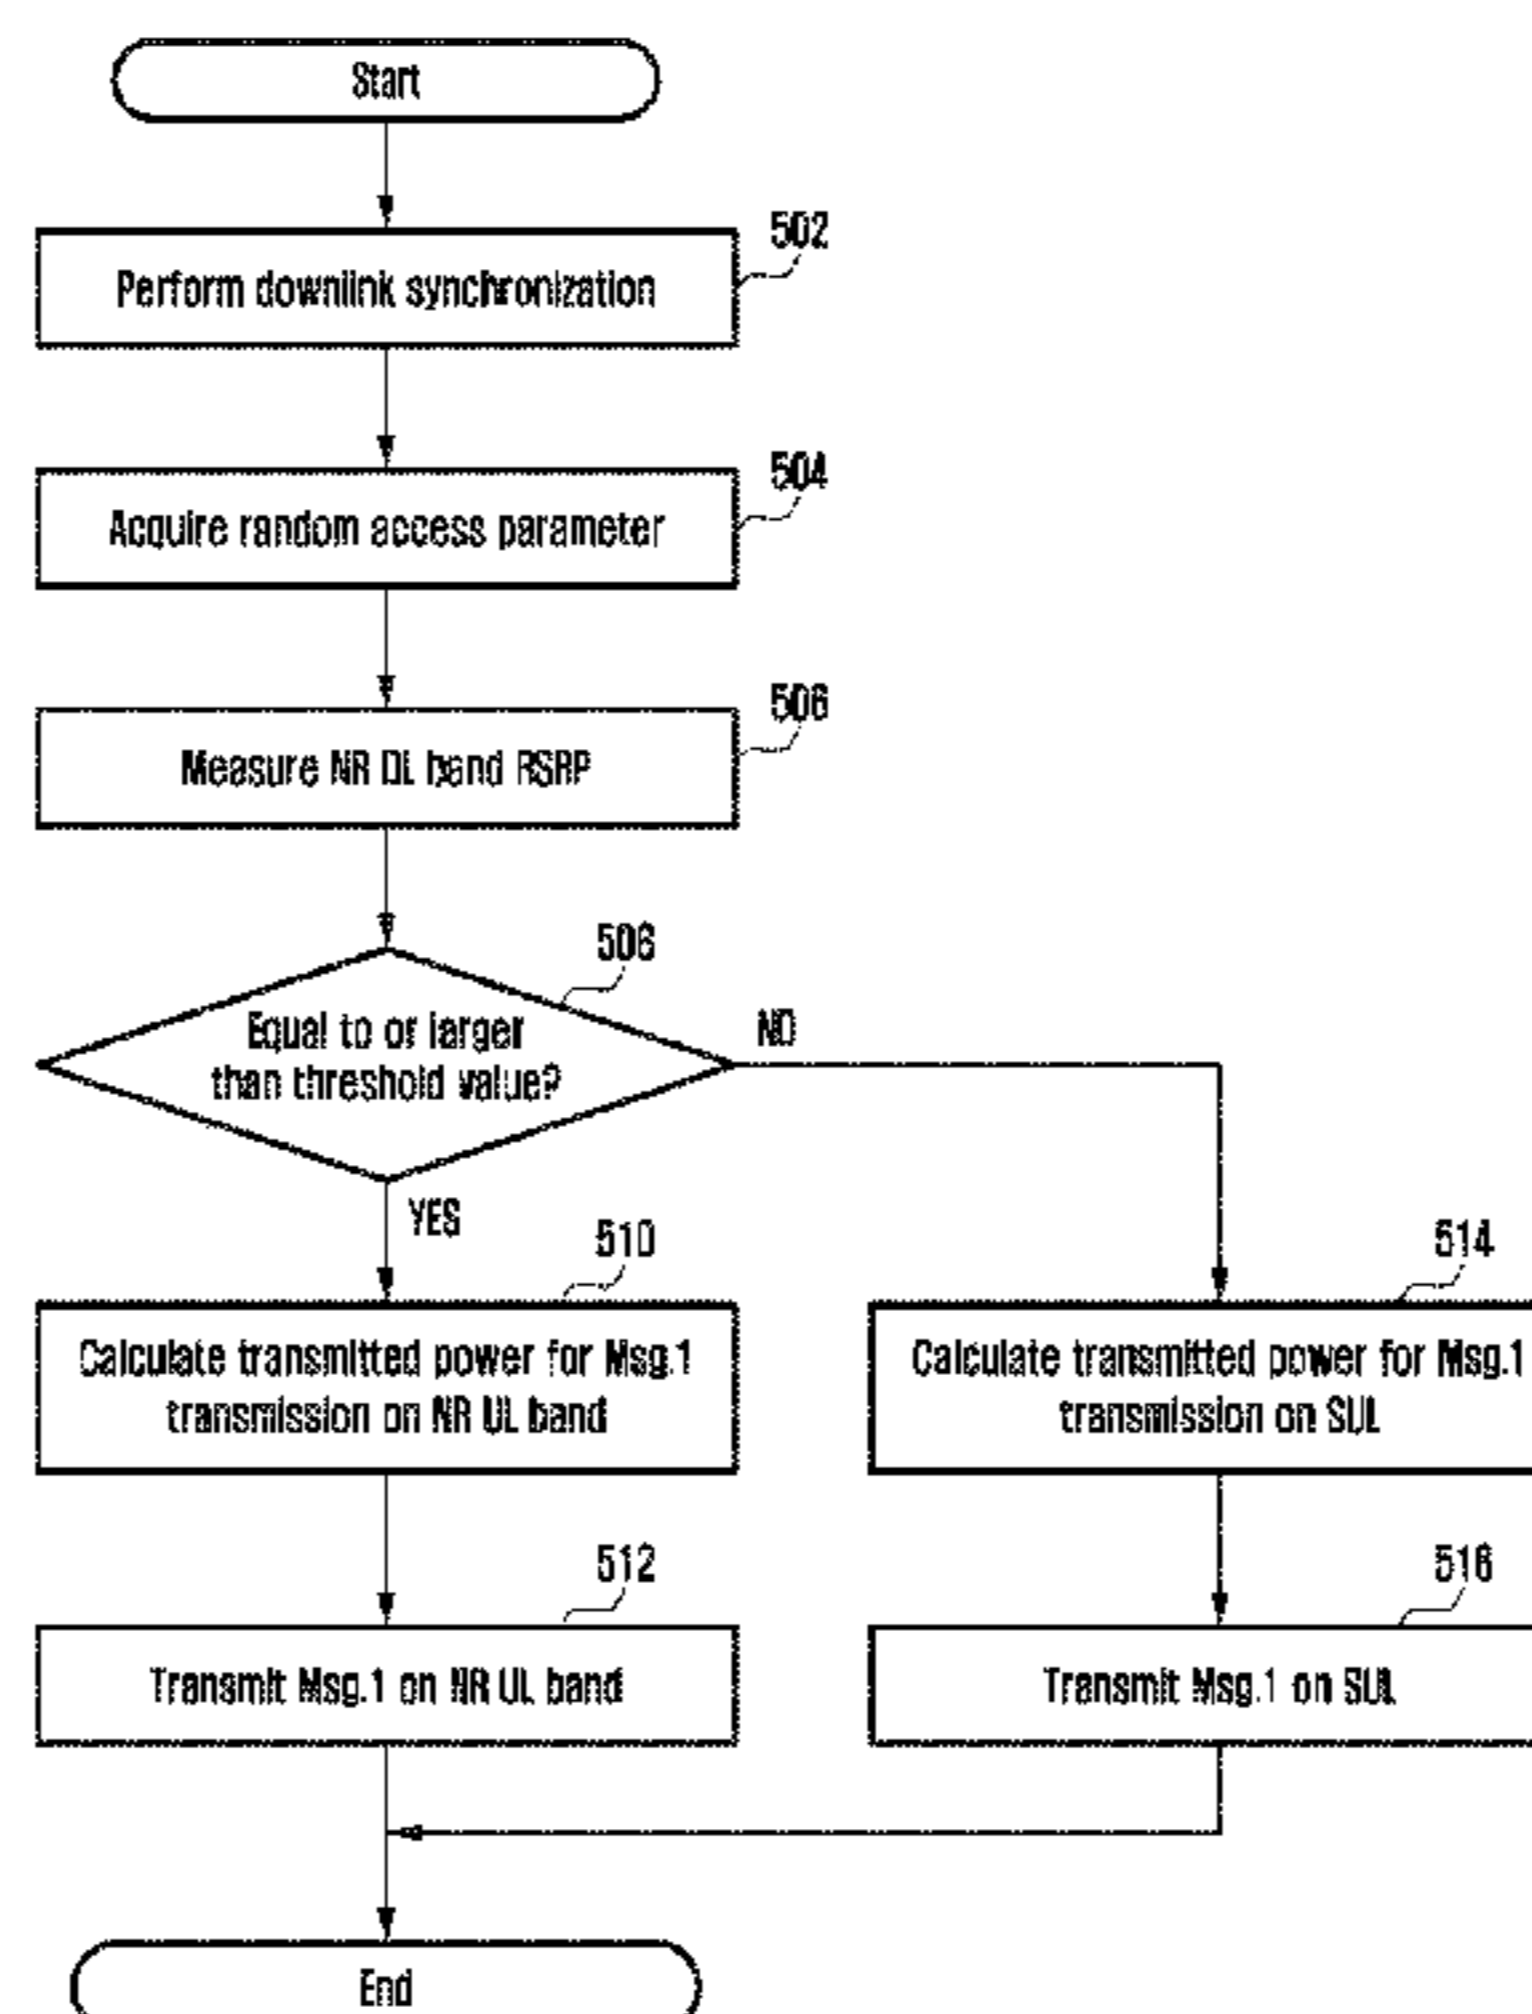 Start
502
Perform downlink synchronization
504
Acquire random access parameter
506
Measure NR DL band RSRP
506
Equal to or larger
than threshold value?
NO
YES
510
Calculate transmitted power for Msg.1
transmission on NR UL band
514
Calculate transmitted power for Msg.1
transmission on SUL
512
Transmit Msg.1 on NR UL band
516
Transmit Msg.1 on SUL
End